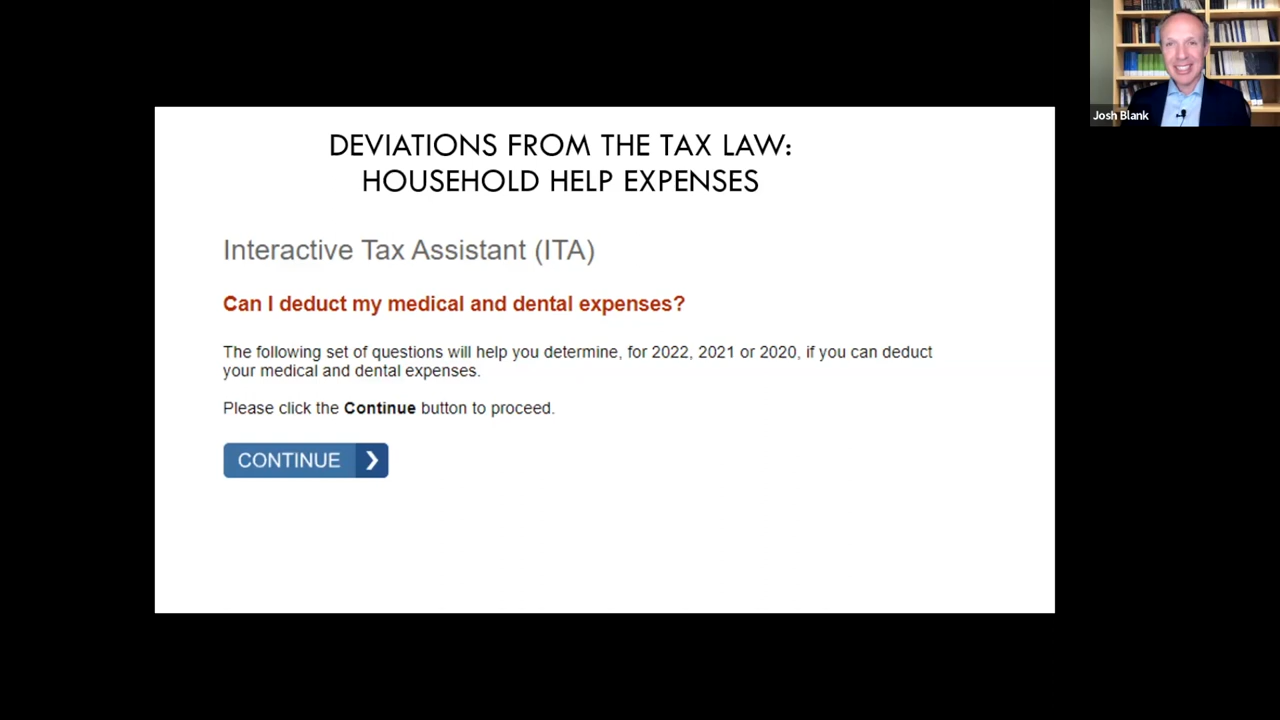 DEVIATIONS FROM THE TAX LAW:
HOUSEHOLD HELP EXPENSES
Interactive Tax Assistant (ITA)
Can I deduct my medical and dental expenses?
The following set of questions will help you determine, for 2022, 2021 or 2020, if you can deduct
your medical and dental expenses.
Please click the Continue button to proceed.
CONTINUE
Josh Blank